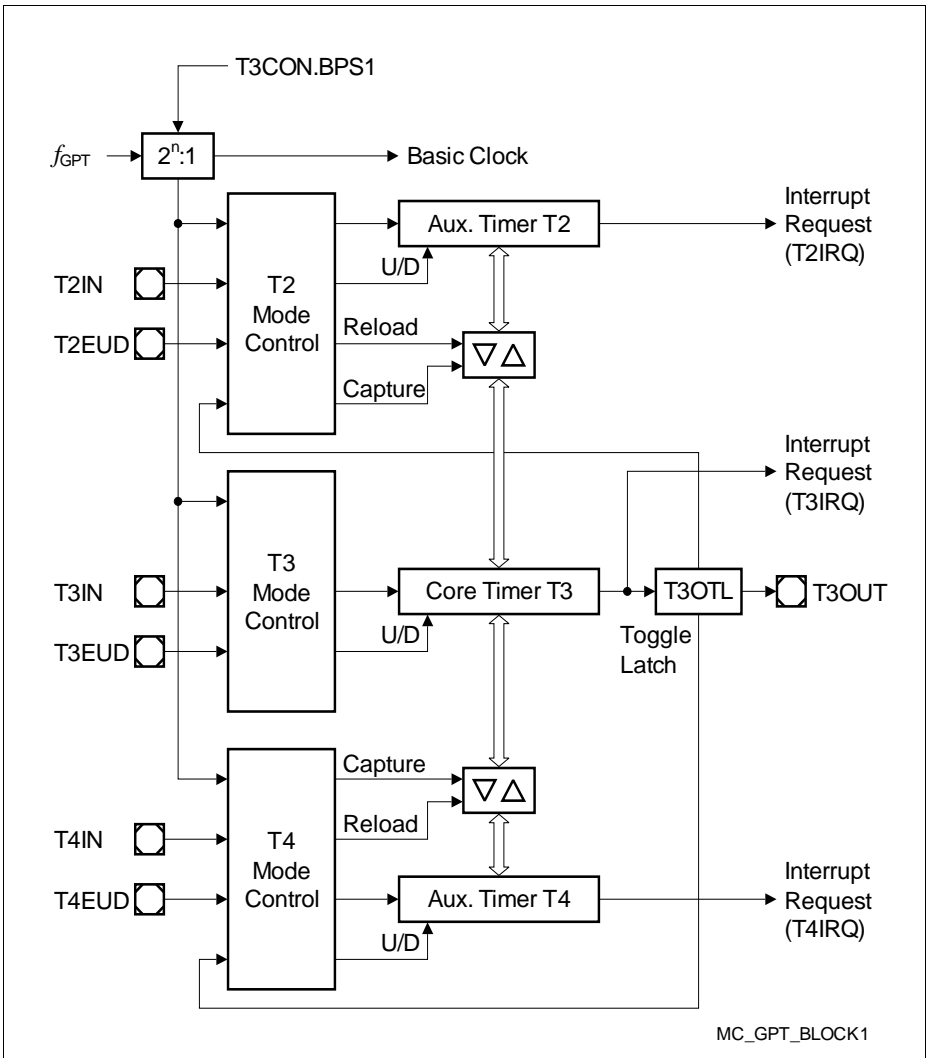 T3CON.BPS1
fGPT
2n:1
Basic Clock
Interrupt
Request
(T2IRQ)
Aux. Timer T2
U/D
T2IN
T2
Mode
Control
T2EUD
Reload
Capture
Interrupt
Request
(T3IRQ)
T3
Mode
Control
T3IN
Core Timer T3
T3OTL
T3OUT
T3EUD
U/D
Toggle
Latch
Capture
Reload
T4IN
T4
Mode
Control
T4EUD
Aux. Timer T4
U/D
Interrupt
Request
(T4IRQ)
MC_GPT_BLOCK1